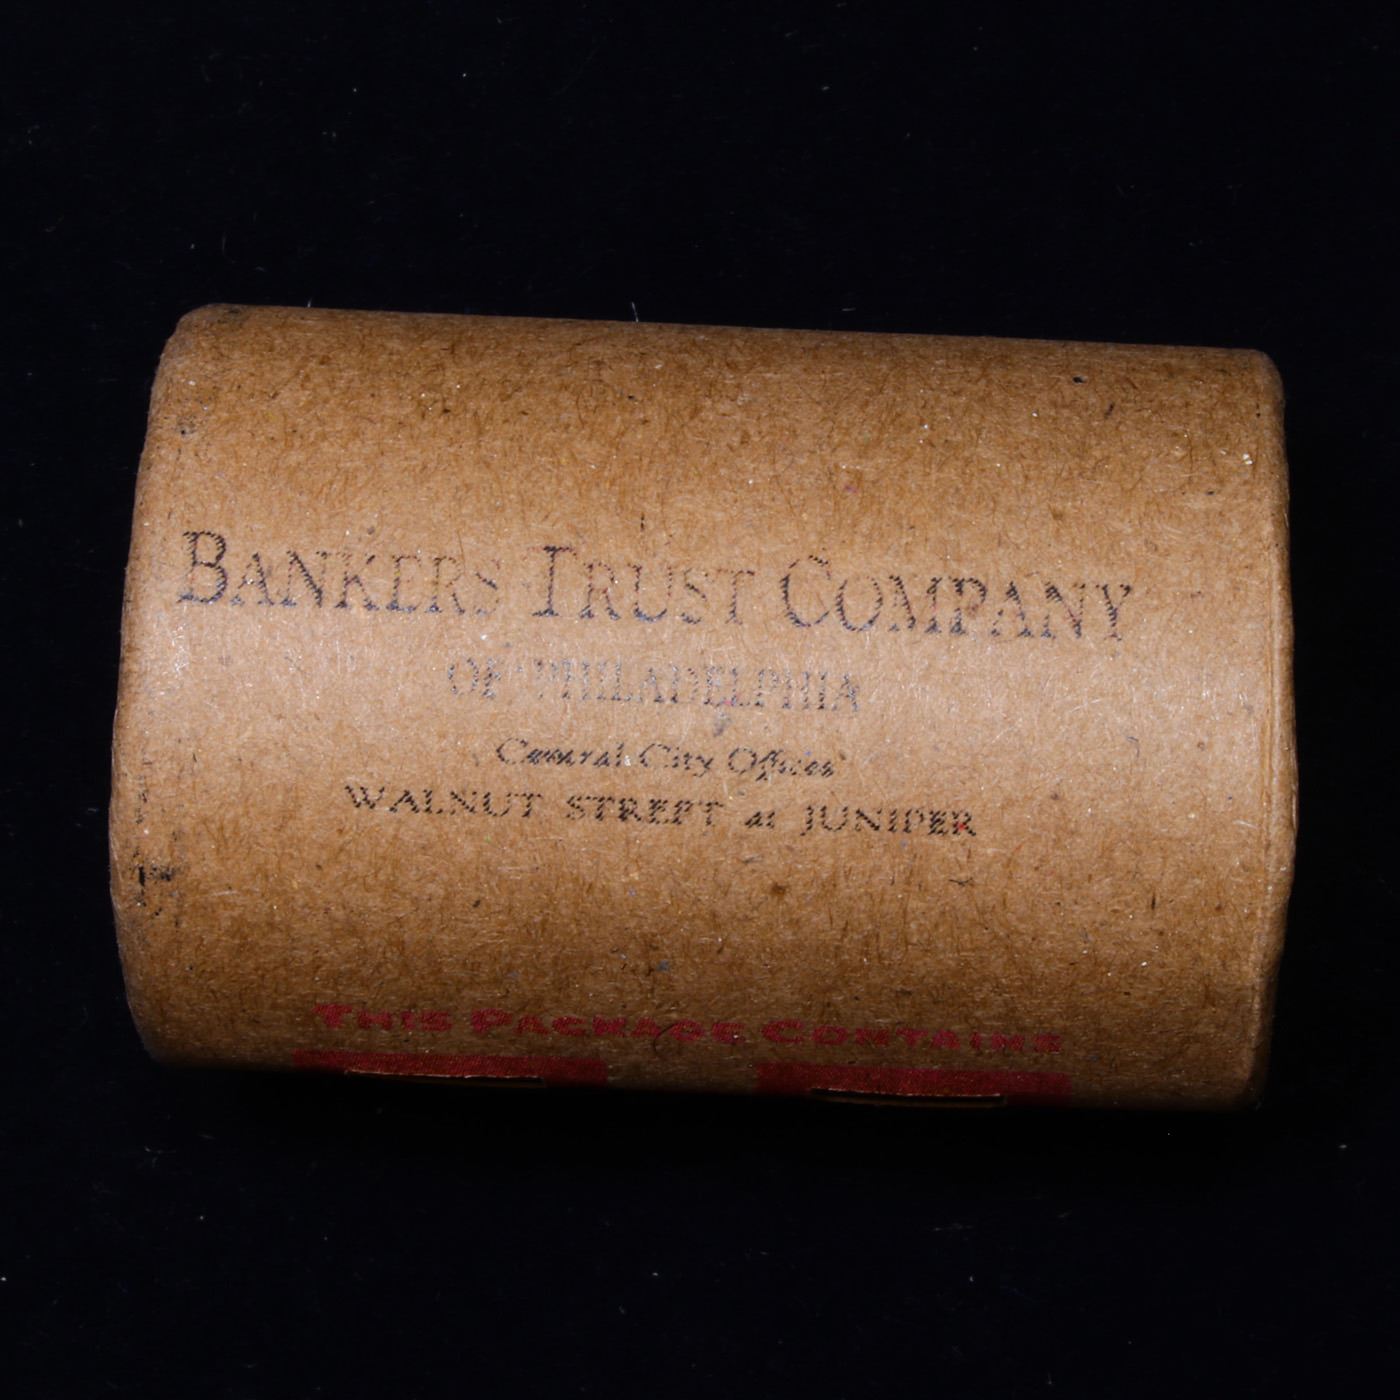 BANKERS TRUST COMPANY
OF PHILADELPHIA
Central City Offices
WALNUT STREET at JUNIPER
THIS PACKAGE CONTAINS